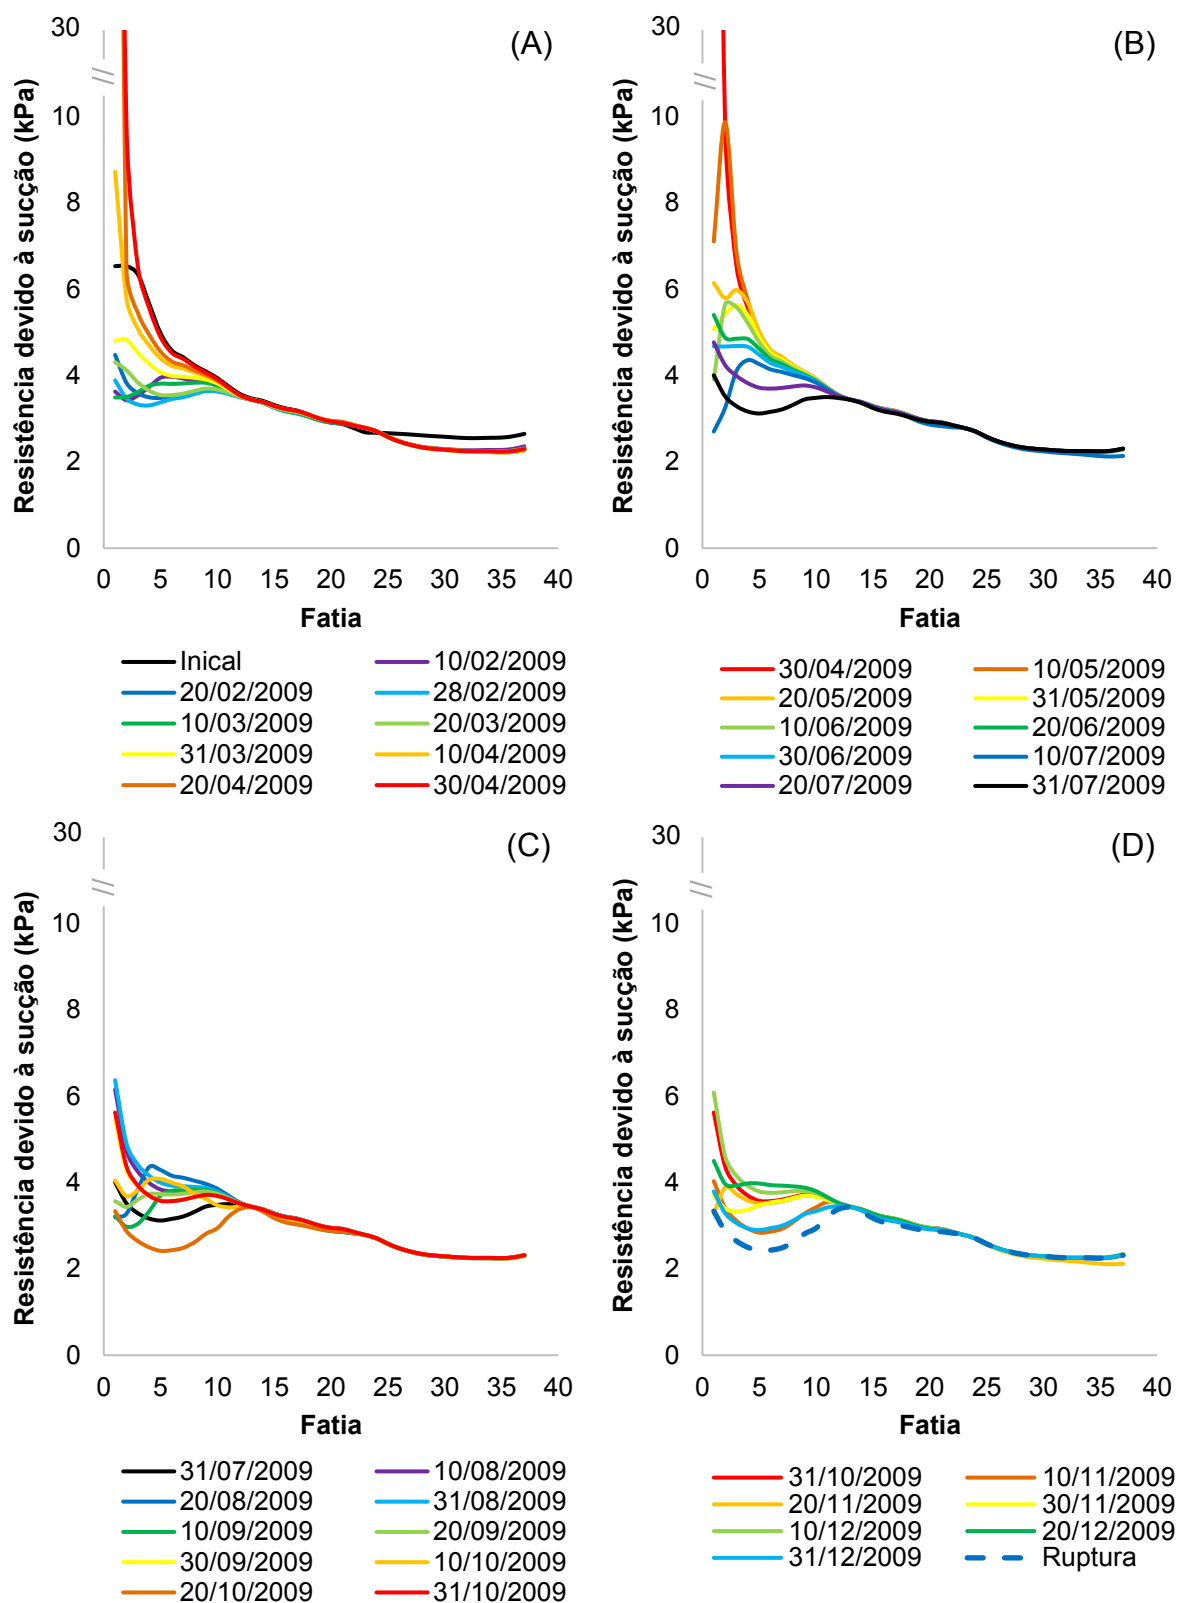 (A)
Resistência devido à sucção (kPa)
30
10
8
6
4
2
0
0 5 10 15 20 25 30 35 40
Fatia
Inical 10/02/2009
20/02/2009 28/02/2009
10/03/2009 20/03/2009
31/03/2009 10/04/2009
20/04/2009 30/04/2009
(B)
Resistência devido à sucção (kPa)
30
10
8
6
4
2
0
0 5 10 15 20 25 30 35 40
Fatia
30/04/2009 10/05/2009
20/05/2009 31/05/2009
10/06/2009 20/06/2009
30/06/2009 10/07/2009
20/07/2009 31/07/2009
(C)
Resistência devido à sucção (kPa)
30
10
8
6
4
2
0
0 5 10 15 20 25 30 35 40
Fatia
31/07/2009 10/08/2009
20/08/2009 31/08/2009
10/09/2009 20/09/2009
30/09/2009 10/10/2009
20/10/2009 31/10/2009
(D)
Resistência devido à sucção (kPa)
30
10
8
6
4
2
0
0 5 10 15 20 25 30 35 40
Fatia
31/10/2009 10/11/2009
20/11/2009 30/11/2009
10/12/2009 20/12/2009
31/12/2009 Ruptura